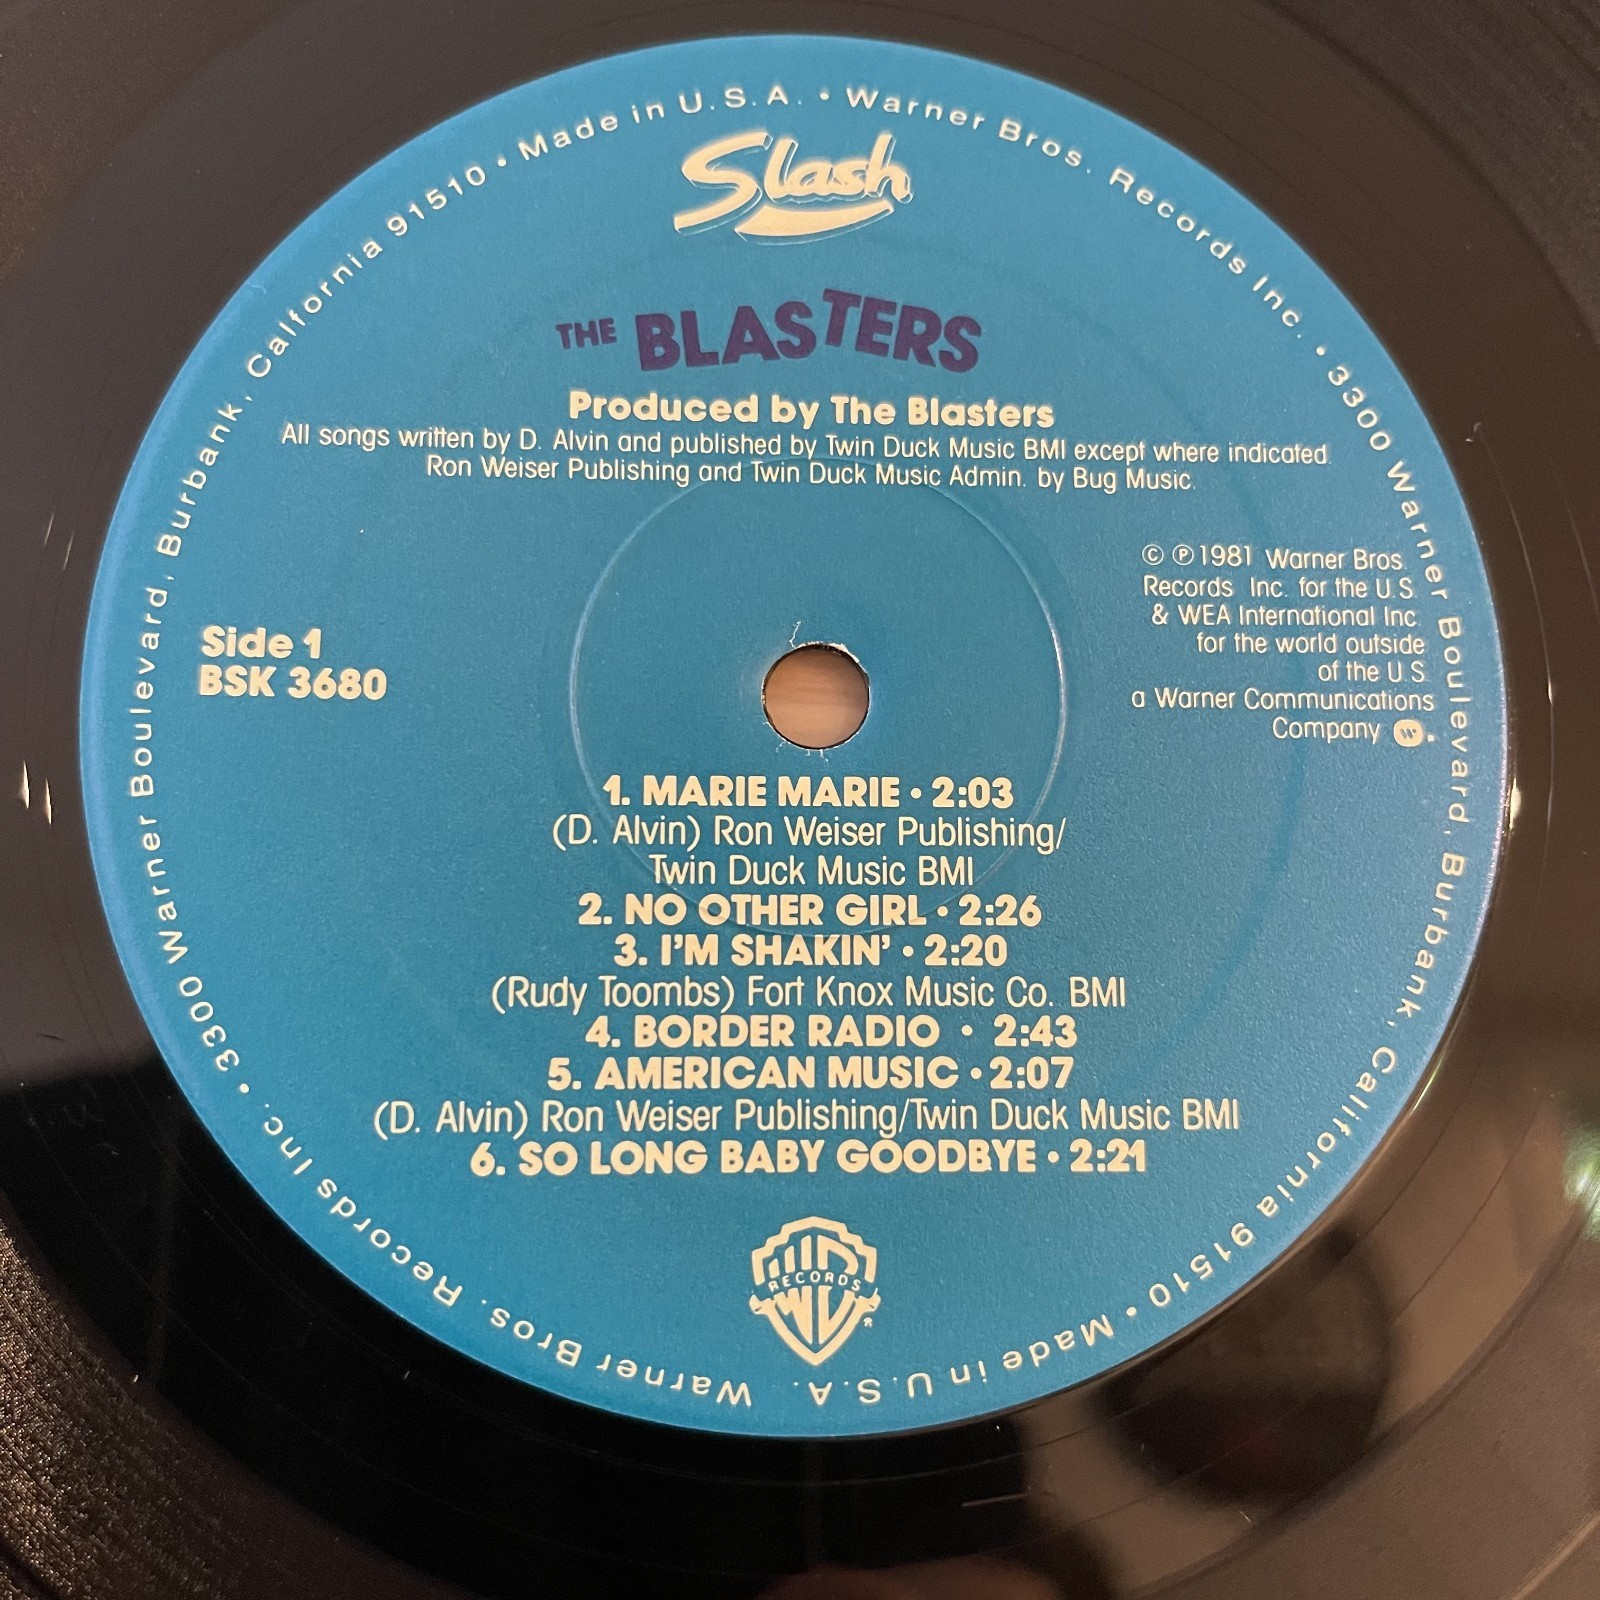 Warner Bros. Records Inc. • 3300 Warner Boulevard, Burbank, California 91510 • Made in U.S.A. • Warner Bros. Records Inc. • 3300 Warner Boulevard, Burbank, California 91510 • Made in U.S.A.
Slash
THE BLASTERS
Produced by The Blasters
All songs written by D. Alvin and published by Twin Duck Music BMI except where indicated.
Ron Weiser Publishing and Twin Duck Music Admin. by Bug Music.
© ℗ 1981 Warner Bros.
Records Inc. for the U.S.
& WEA International Inc.
for the world outside
of the U.S.
a Warner Communications
Company W.
Side 1
BSK 3680
1. MARIE MARIE • 2:03
(D. Alvin) Ron Weiser Publishing/
Twin Duck Music BMI
2. NO OTHER GIRL • 2:26
3. I'M SHAKIN' • 2:20
(Rudy Toombs) Fort Knox Music Co. BMI
4. BORDER RADIO • 2:43
5. AMERICAN MUSIC • 2:07
(D. Alvin) Ron Weiser Publishing/Twin Duck Music BMI
6. SO LONG BABY GOODBYE • 2:21
WB
RECORDS
®